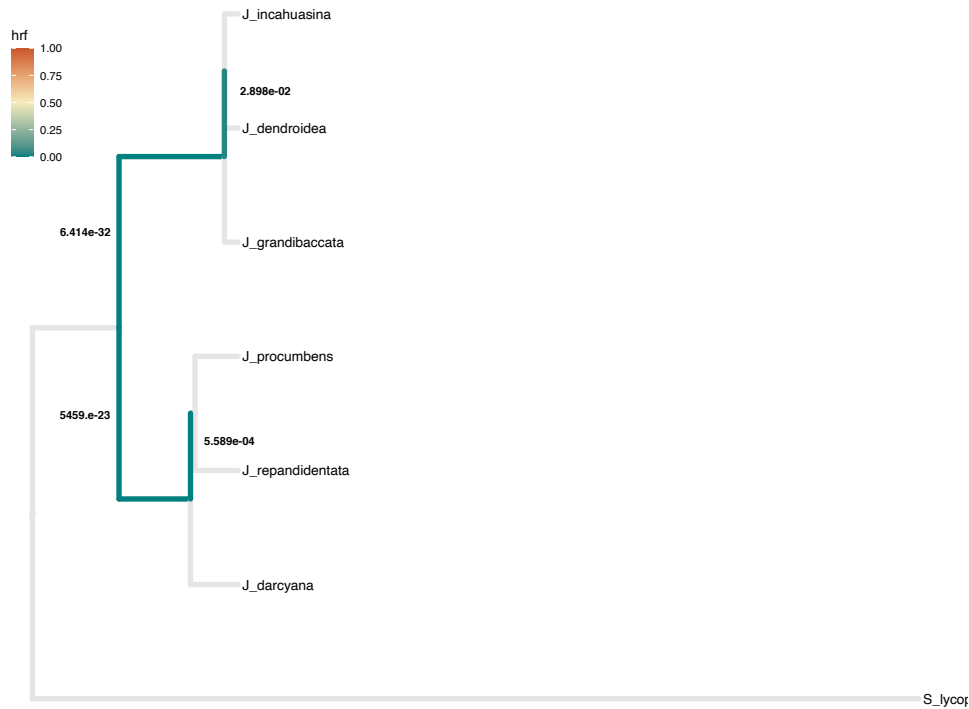 J_incahuasina
hrf
1.00
0.75
0.50
0.25
0.00
2.898e-02
J_dendroidea
6.414e-32
J_grandibaccata
J_procumbens
5459.e-23
5.589e-04
J_repandidentata
J_darcyana
S_lycop